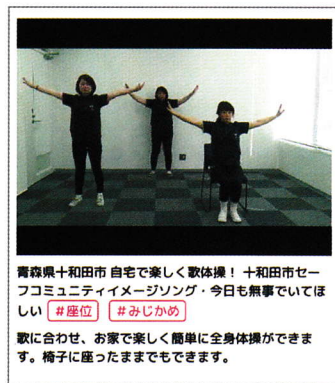 青森県十和田市 自宅で楽しく歌体操! 十和田市セー
フコミュニティイメージソング・今日も無事でいてほ
しい #座位 #みじかめ
歌に合わせ、お家で楽しく簡単に全身体操ができま
す。椅子に座ったままでもできます。